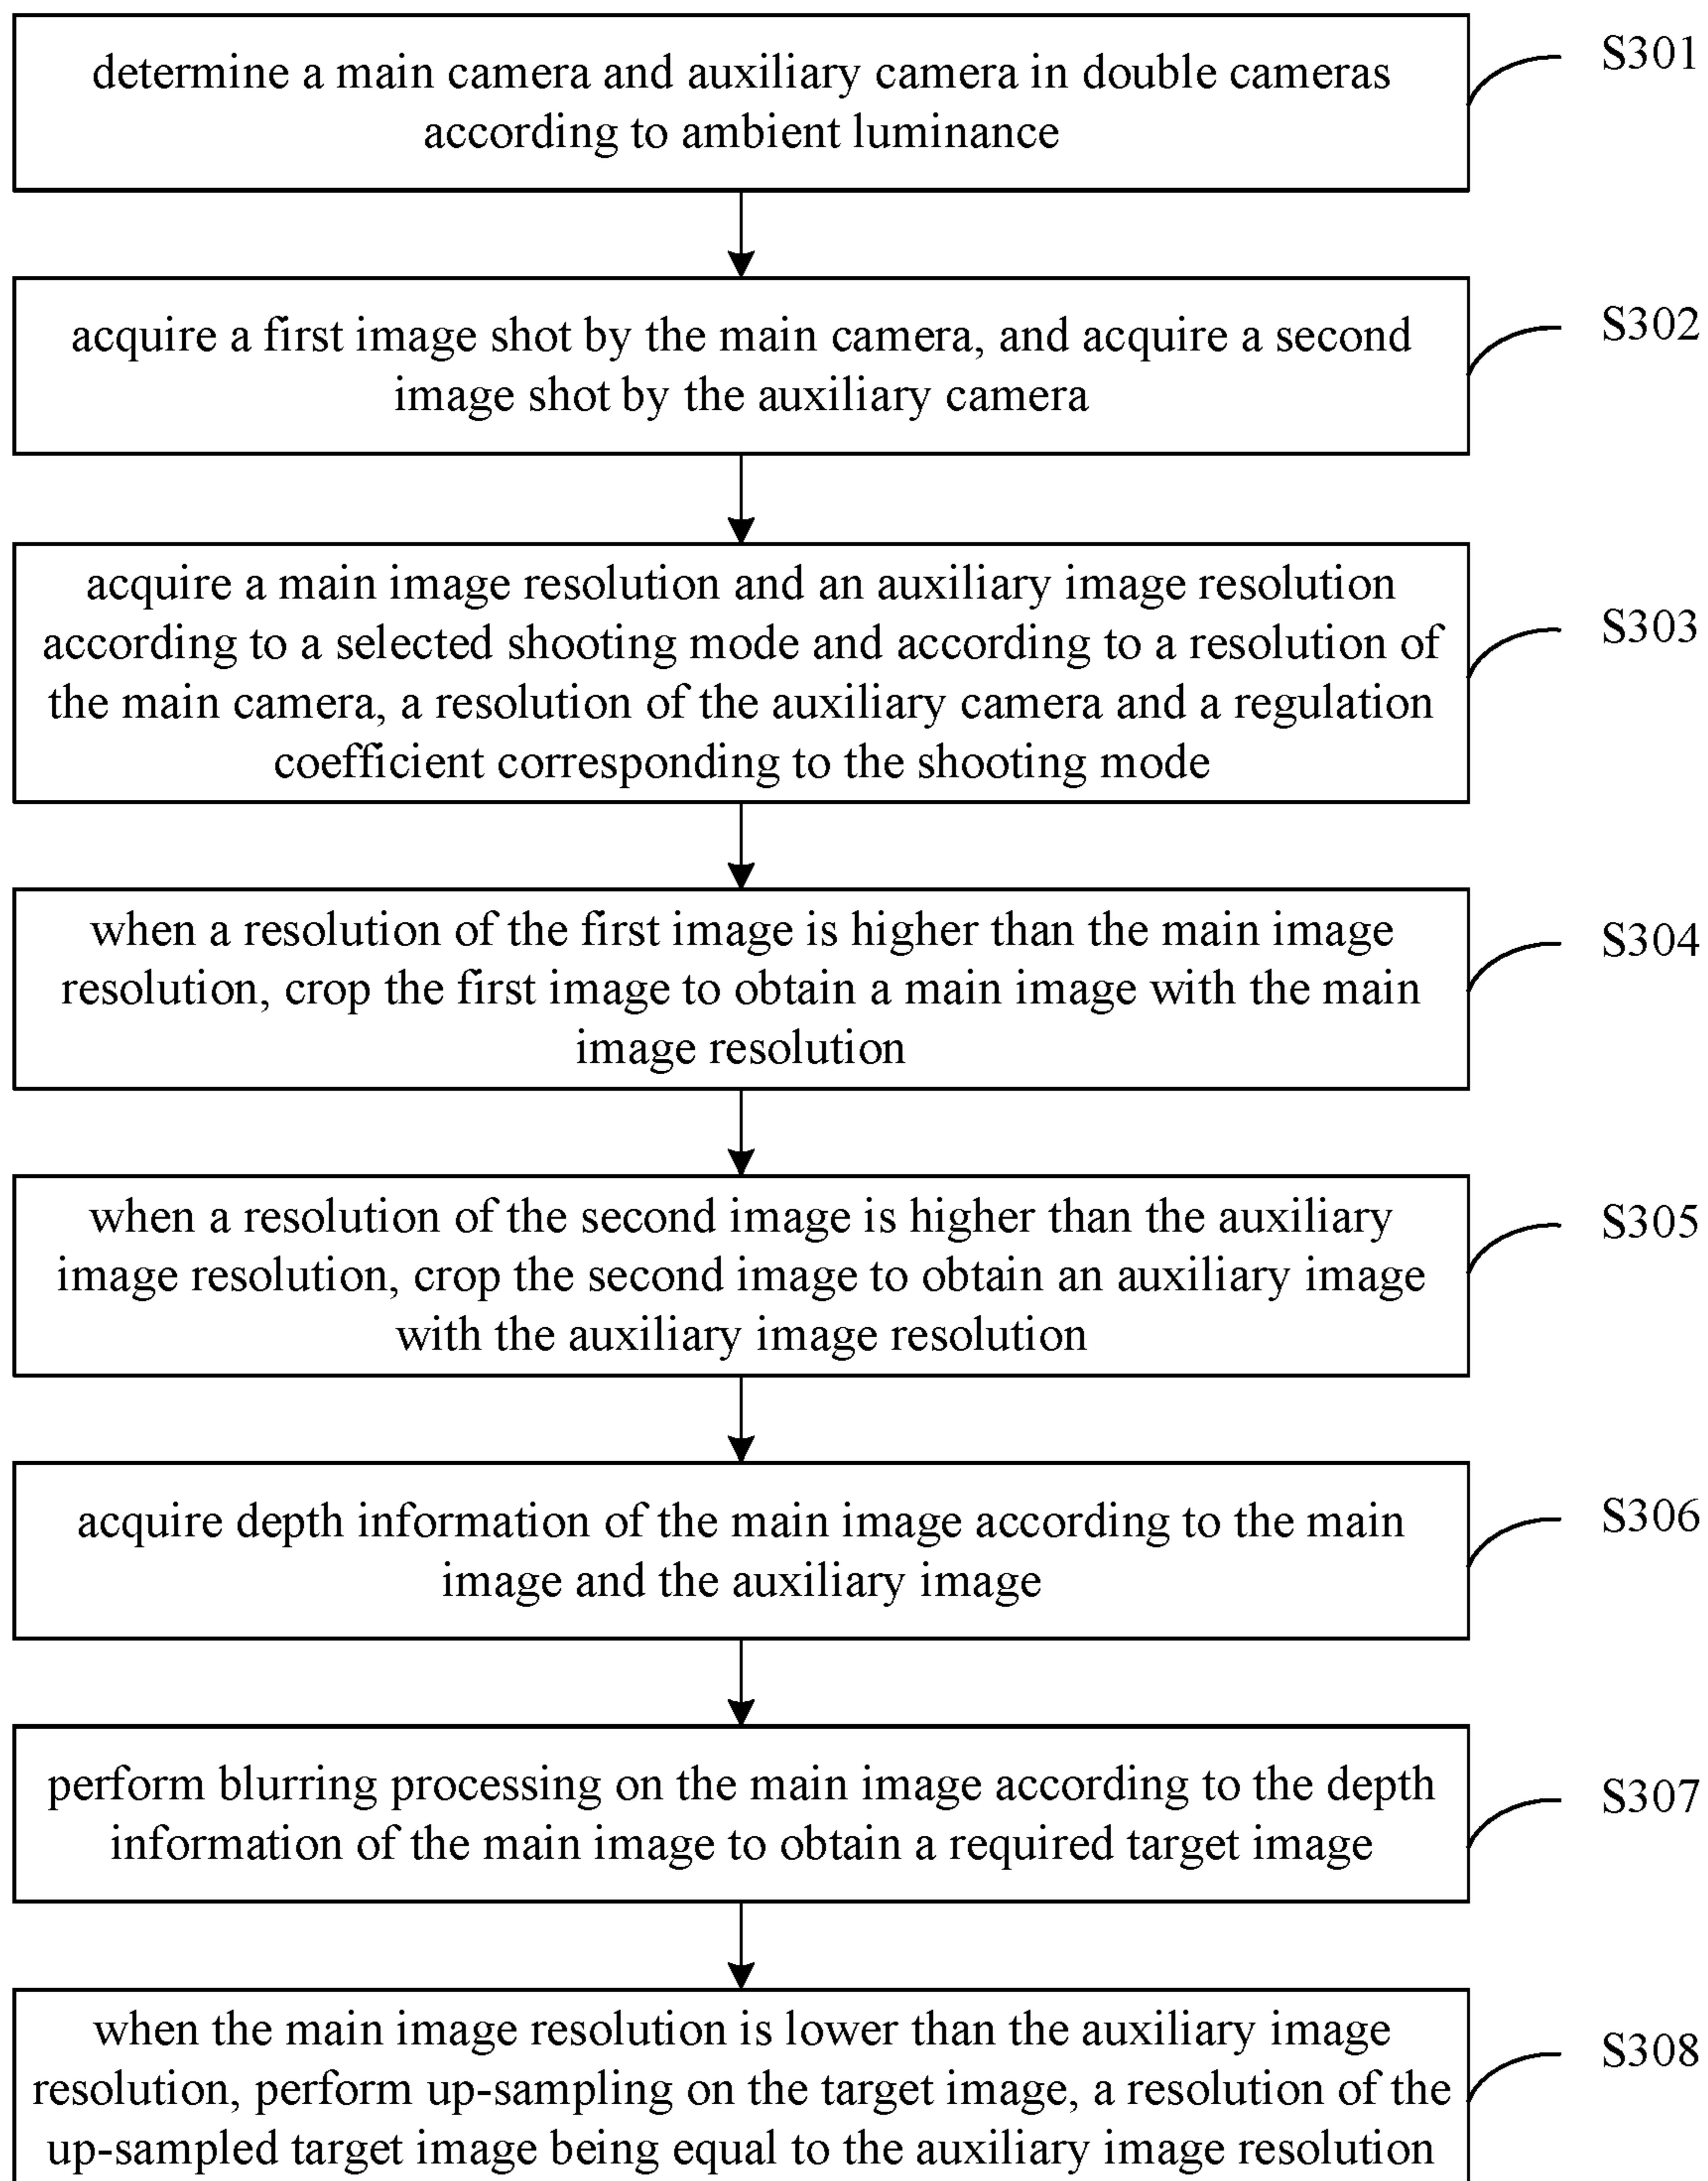 determine a main camera and auxiliary camera in double cameras
according to ambient luminance
S301
acquire a first image shot by the main camera, and acquire a second
image shot by the auxiliary camera
S302
acquire a main image resolution and an auxiliary image resolution
according to a selected shooting mode and according to a resolution of
the main camera, a resolution of the auxiliary camera and a regulation
coefficient corresponding to the shooting mode
S303
when a resolution of the first image is higher than the main image
resolution, crop the first image to obtain a main image with the main
image resolution
S304
when a resolution of the second image is higher than the auxiliary
image resolution, crop the second image to obtain an auxiliary image
with the auxiliary image resolution
S305
acquire depth information of the main image according to the main
image and the auxiliary image
S306
perform blurring processing on the main image according to the depth
information of the main image to obtain a required target image
S307
when the main image resolution is lower than the auxiliary image
resolution, perform up-sampling on the target image, a resolution of the
up-sampled target image being equal to the auxiliary image resolution
S308